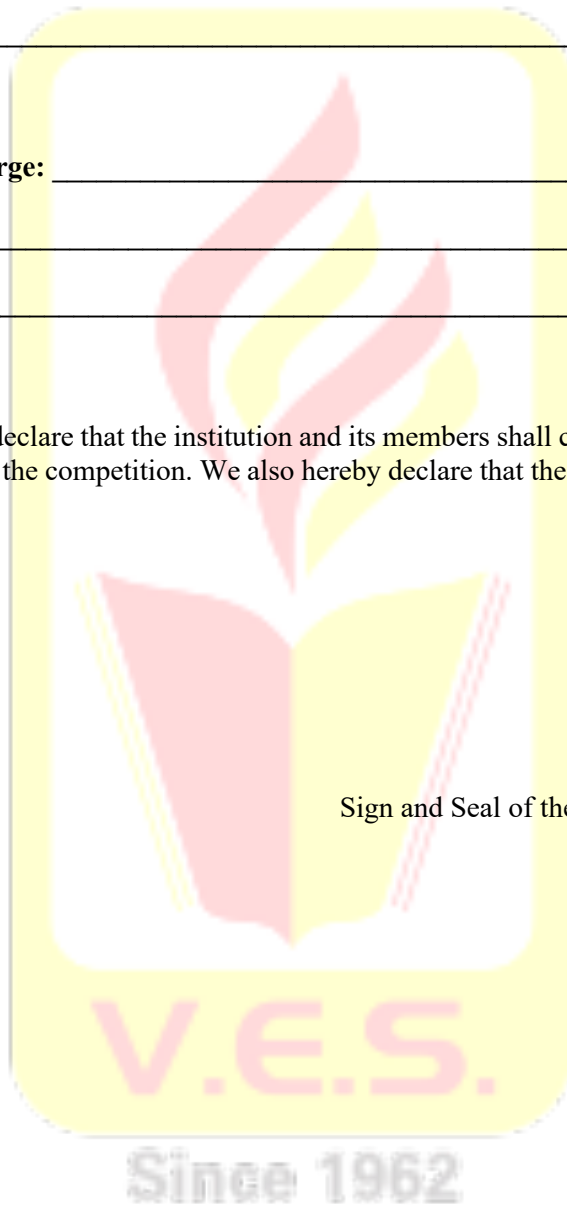 rge:
declare that the institution and its members shall
the competition. We also hereby declare that the
Sign and Seal of the
V.E.S.
Since 1962